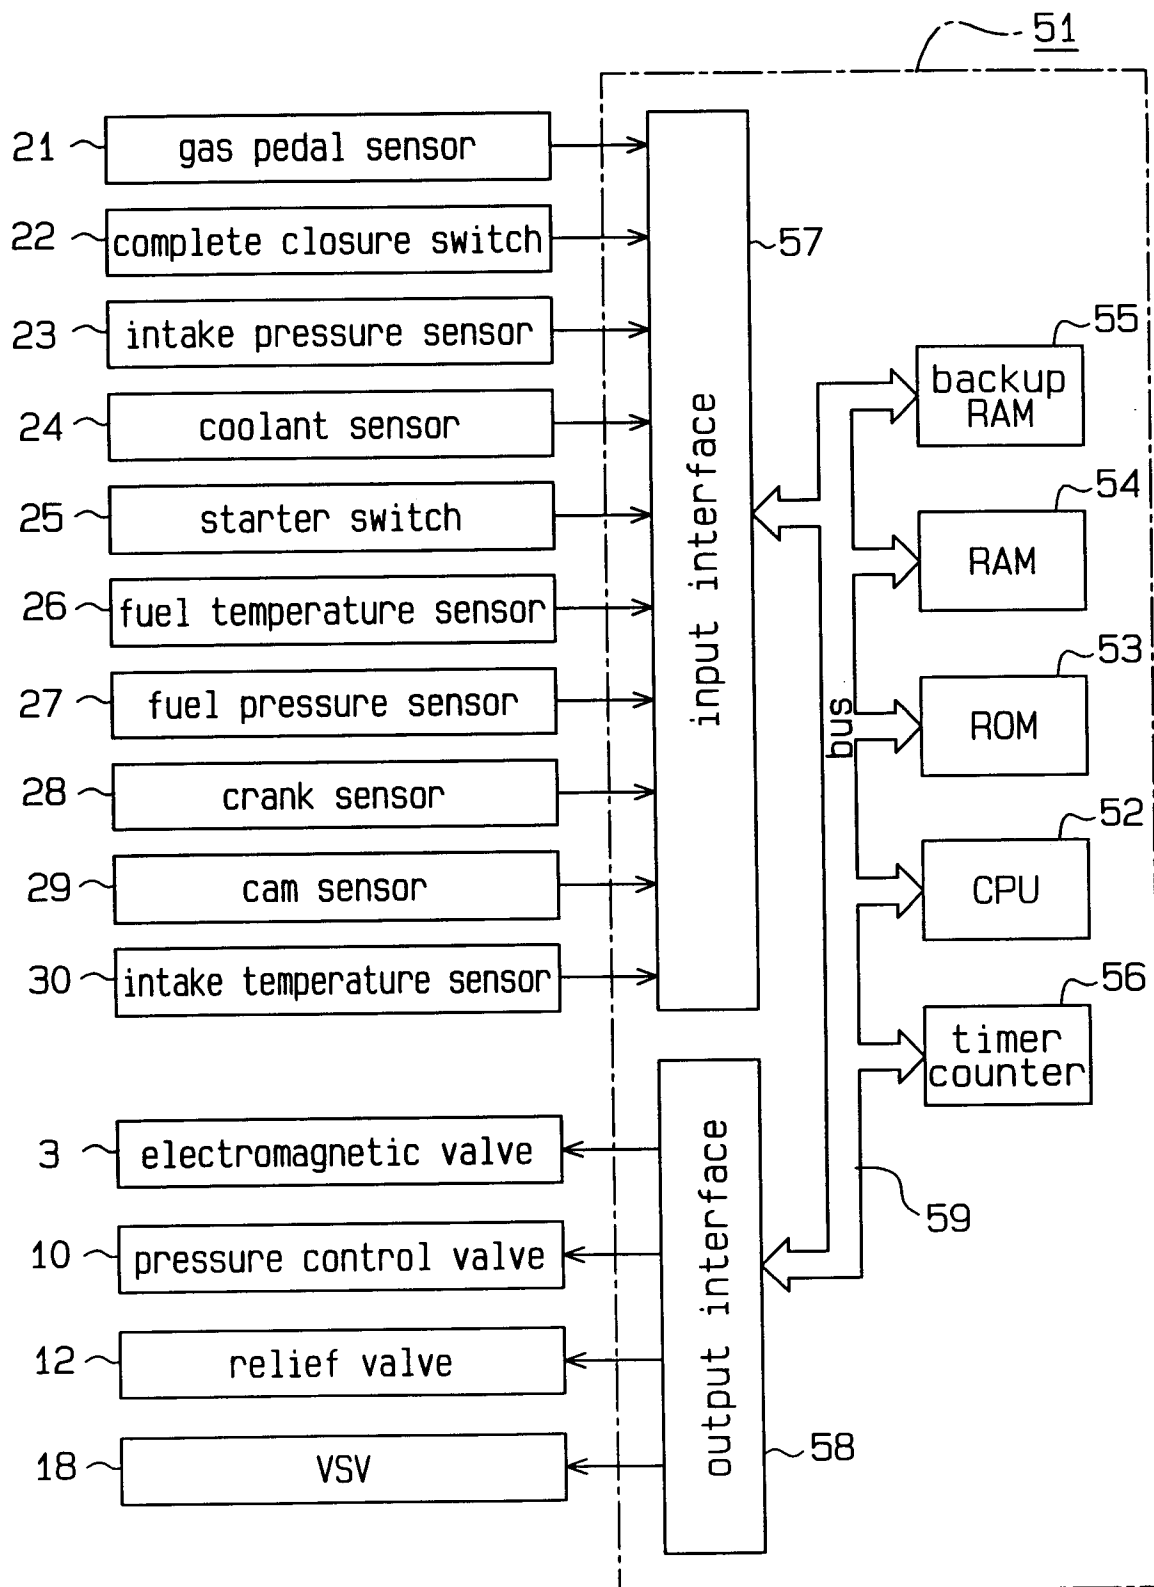 51
21 gas pedal sensor
22 complete closure switch
57
23 intake pressure sensor
55
backup
RAM
24 coolant sensor
54
25 starter switch
RAM
input interface
26 fuel temperature sensor
53
27 fuel pressure sensor
bus
ROM
28 crank sensor
52
29 cam sensor
CPU
30 intake temperature sensor
56
timer
counter
3 electromagnetic valve
59
10 pressure control valve
output interface
12 relief valve
58
18 VSV